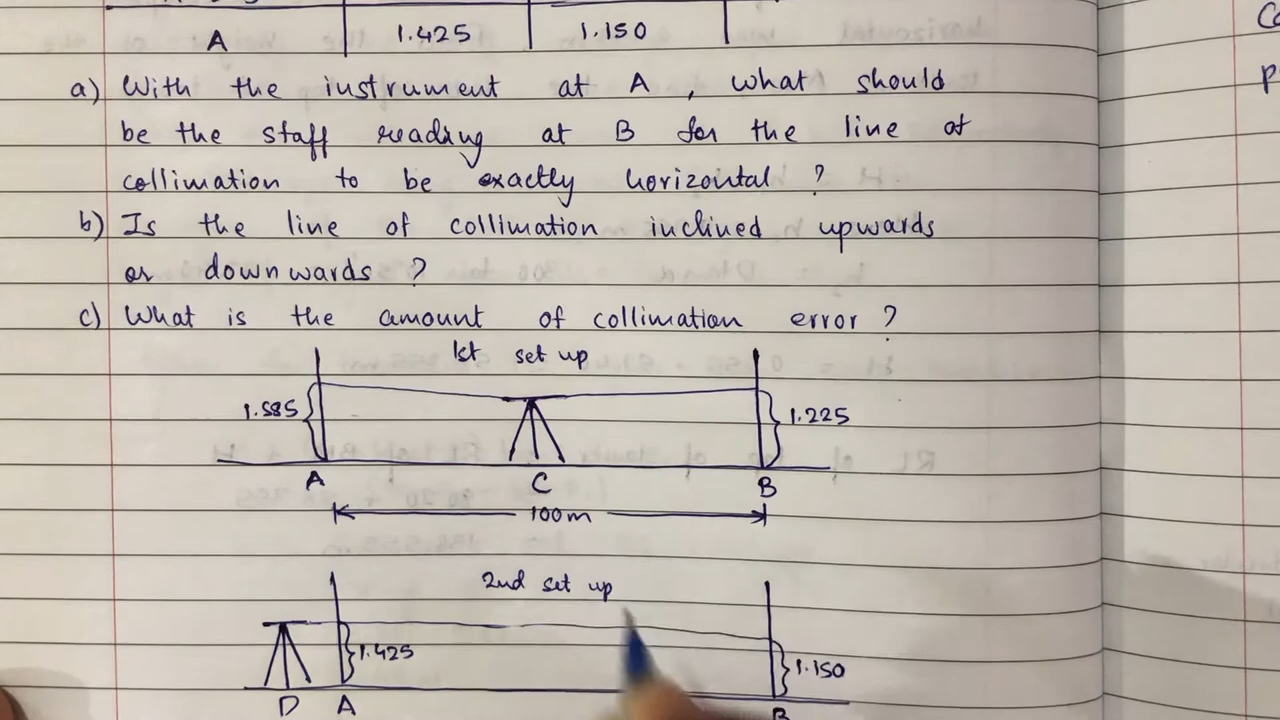 A 1.425 1.150
a) With the instrument at A, what should
be the staff reading at B for the line of
collimation to be exactly horizontal ?
b) Is the line of collimation inclined upwards
or downwards ?
c) What is the amount of collimation error ?
1st set up
1.585 1.225
A C B
100m
2nd set up
1.425 1.150
D A B